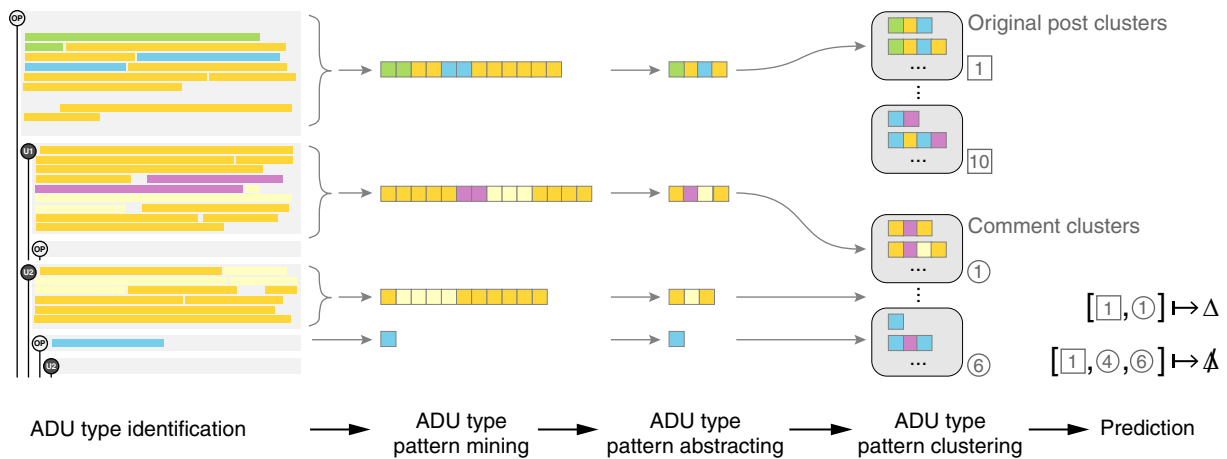 OP
U1
OP
U2
OP
U2
Original post clusters
...
1
...
...
10
Comment clusters
...
1
...
...
6
[1,1]↦Δ
[1,4,6]↦Δ̸
ADU type identification
ADU type
pattern mining
ADU type
pattern abstracting
ADU type
pattern clustering
Prediction